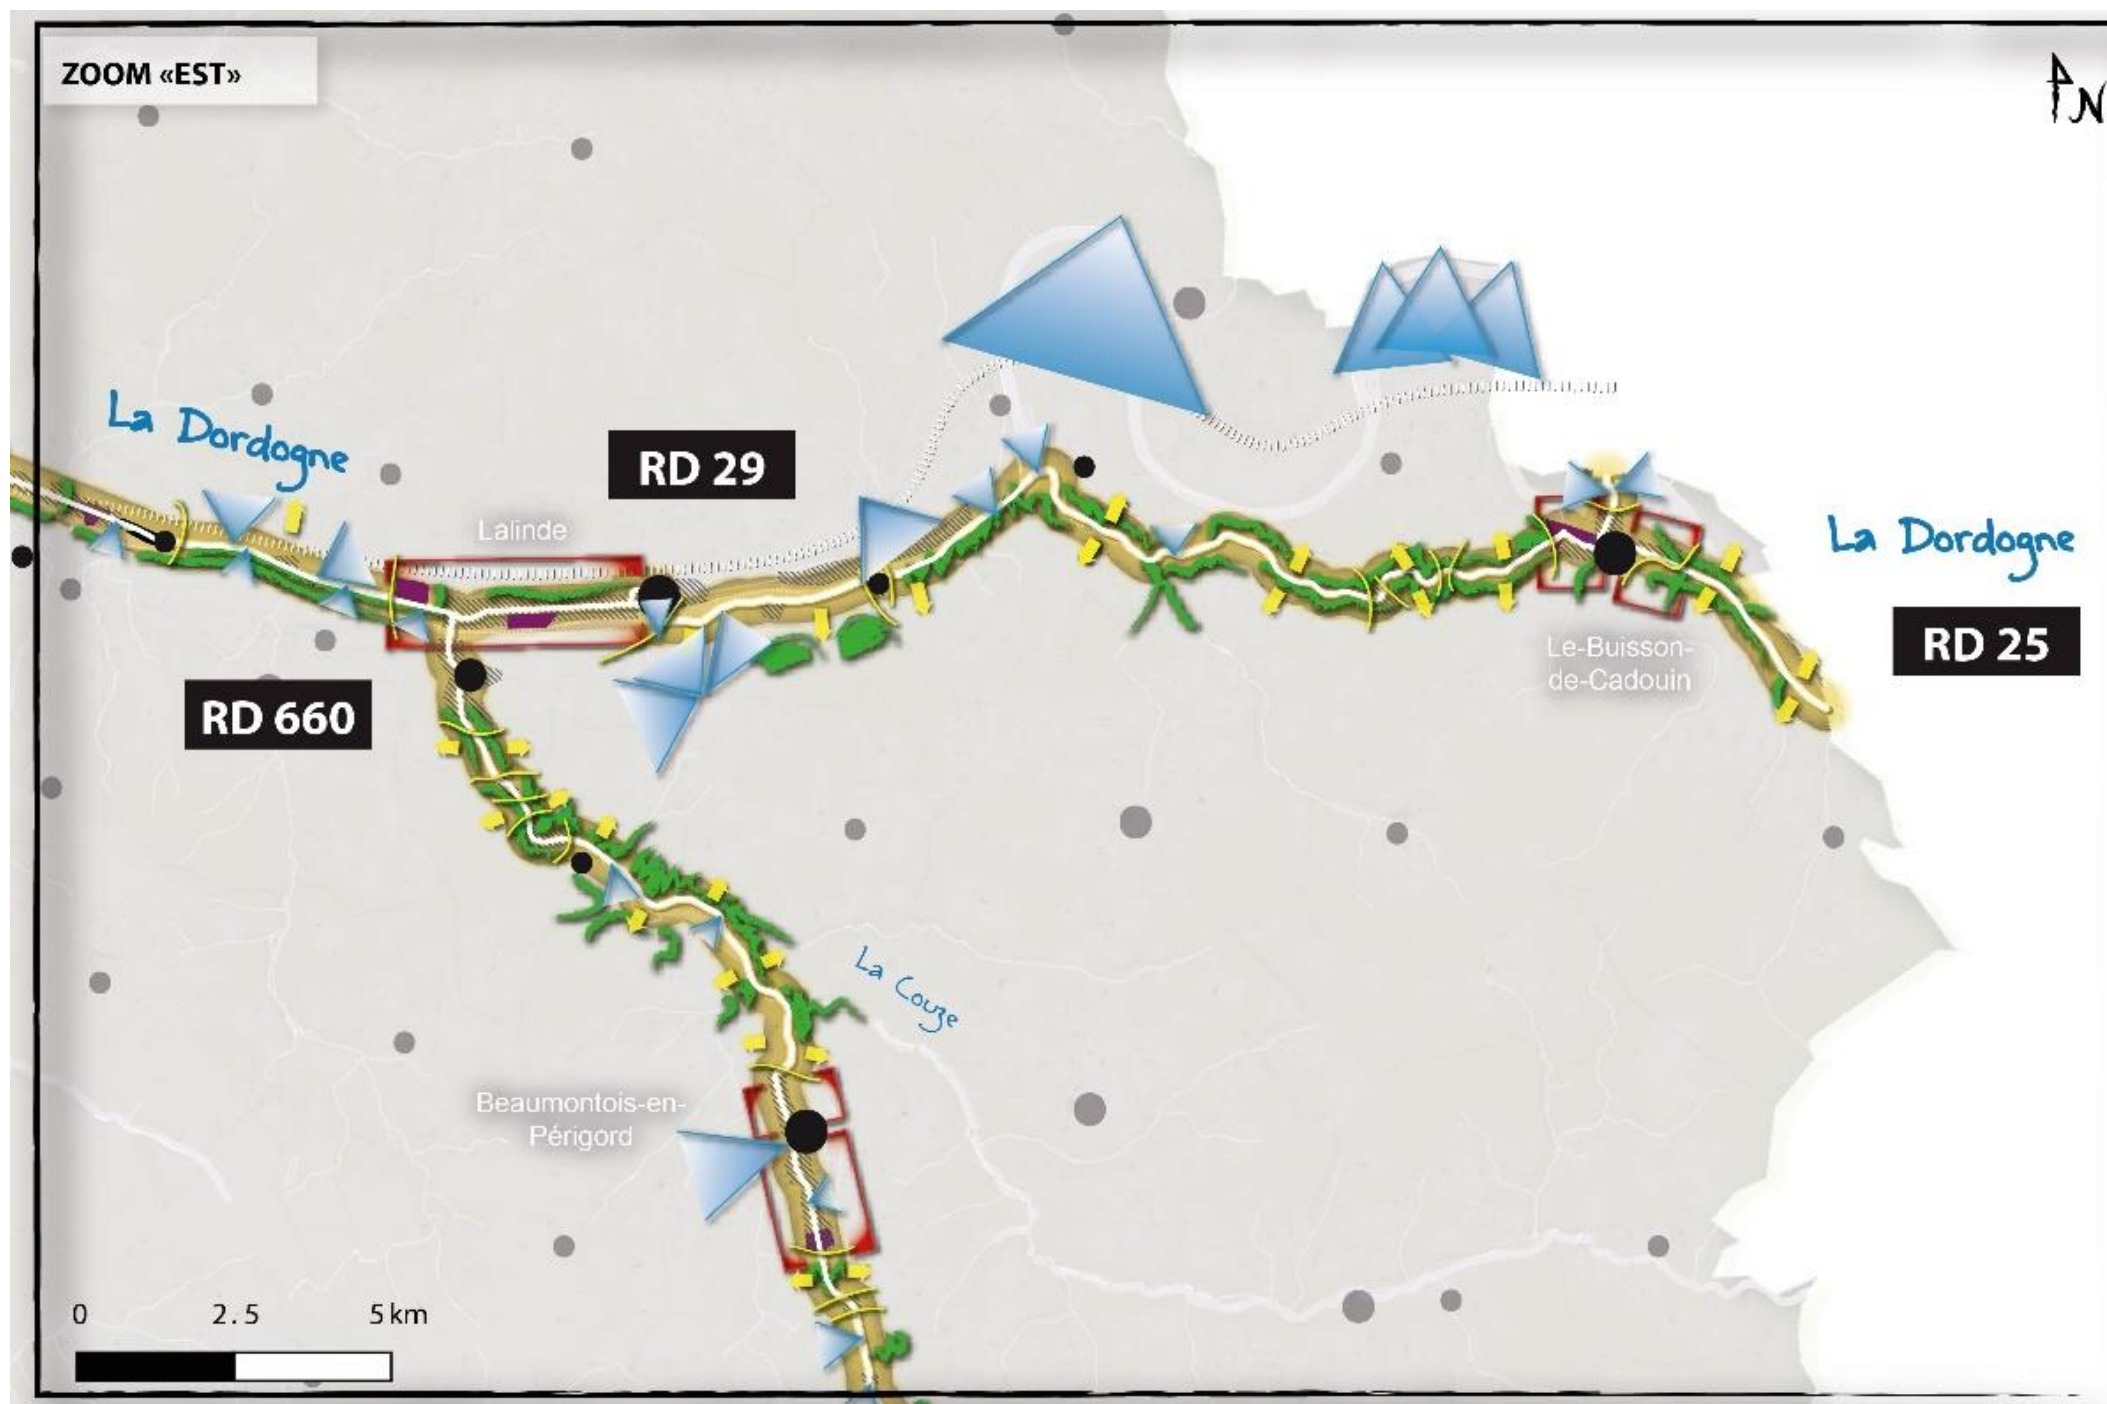 ZOOM «EST»
N
La Dordogne
RD 29
Lalinde
La Dordogne
RD 25
Le-Buisson-
de-Cadouin
RD 660
La Couze
Beaumontois-en-
Périgord
0 2.5 5 km